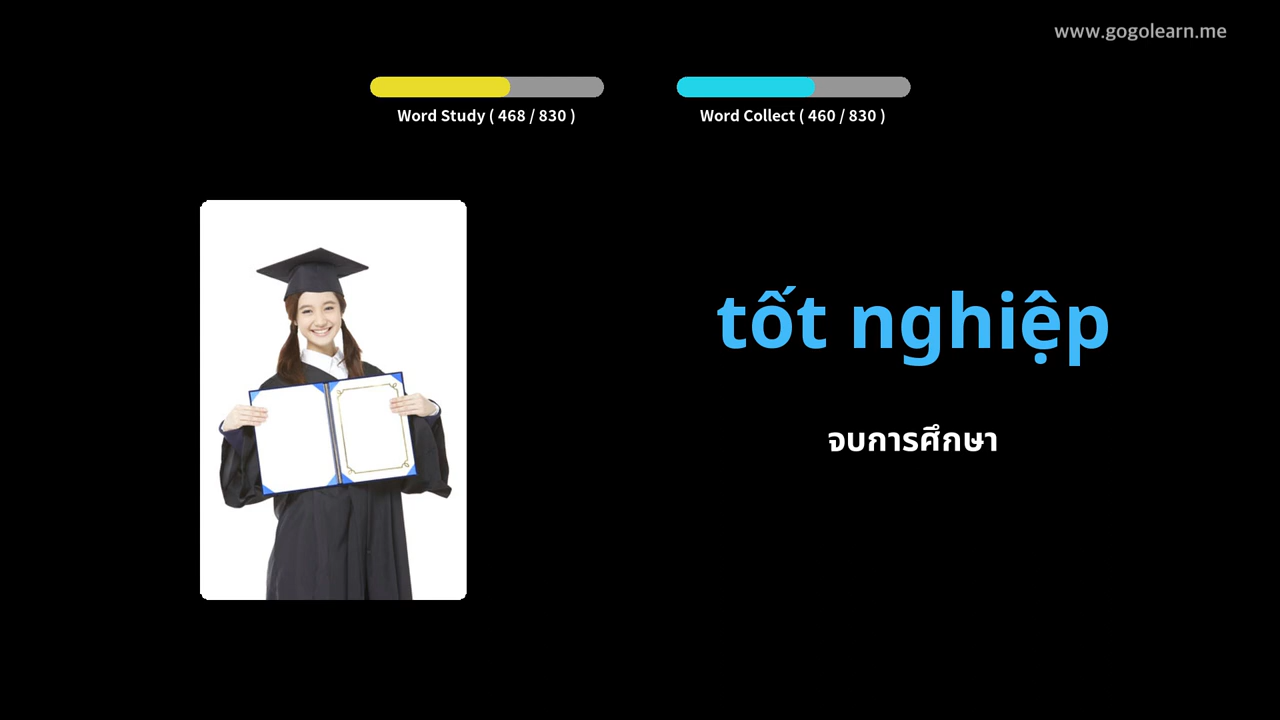 www.gogolearn.me
Word Study ( 468 / 830 )
Word Collect ( 460 / 830 )
tốt nghiệp
จบการศึกษา